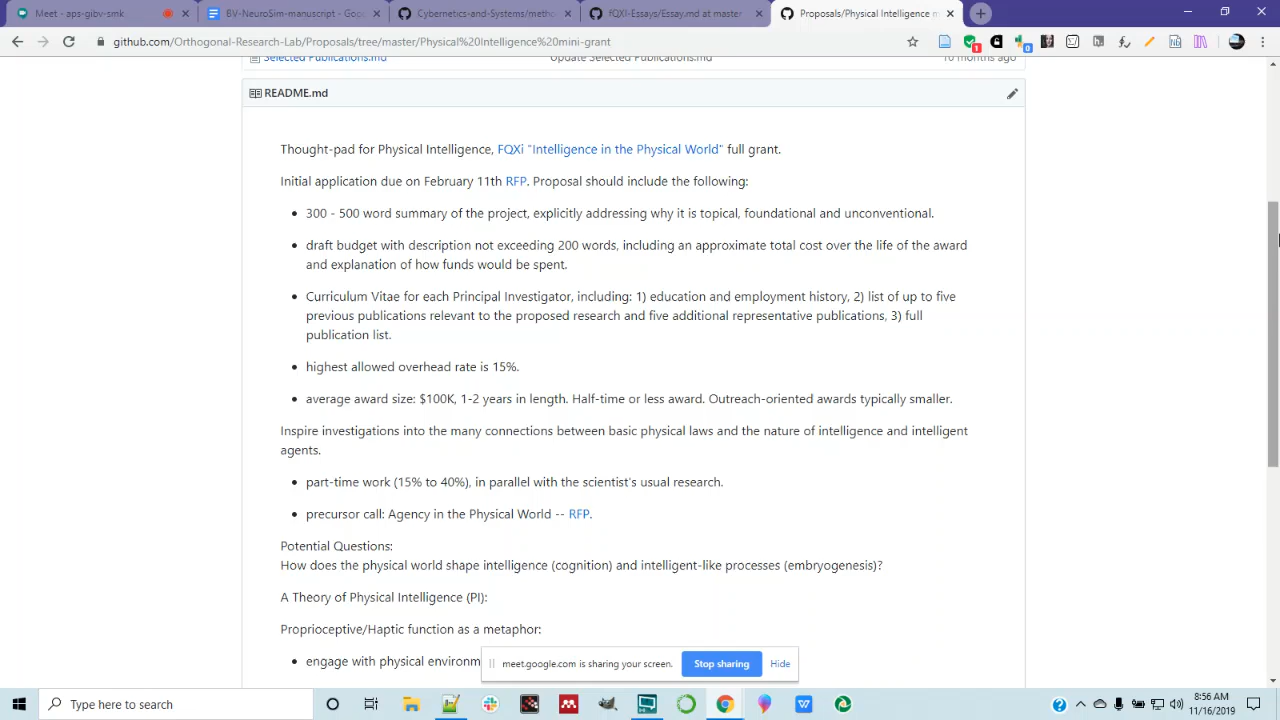 Meet - aps-gibv-smk
BV-NeuroSim-manuscript - Goo
Cybernetics-and-Systems/metho
fQXI-Essays/Essay.md at master
Proposals/Physical Intelligence m
github.com/Orthogonal-Research-Lab/Proposals/tree/master/Physical%20Intelligence%20mini-grant
Selected Publications.md Update Selected Publications.md 10 months ago
README.md
Thought-pad for Physical Intelligence, FQXi "Intelligence in the Physical World" full grant.
Initial application due on February 11th RFP. Proposal should include the following:
• 300 - 500 word summary of the project, explicitly addressing why it is topical, foundational and unconventional.
• draft budget with description not exceeding 200 words, including an approximate total cost over the life of the award
and explanation of how funds would be spent.
• Curriculum Vitae for each Principal Investigator, including: 1) education and employment history, 2) list of up to five
previous publications relevant to the proposed research and five additional representative publications, 3) full
publication list.
• highest allowed overhead rate is 15%.
• average award size: $100K, 1-2 years in length. Half-time or less award. Outreach-oriented awards typically smaller.
Inspire investigations into the many connections between basic physical laws and the nature of intelligence and intelligent
agents.
• part-time work (15% to 40%), in parallel with the scientist's usual research.
• precursor call: Agency in the Physical World -- RFP.
Potential Questions:
How does the physical world shape intelligence (cognition) and intelligent-like processes (embryogenesis)?
A Theory of Physical Intelligence (PI):
Proprioceptive/Haptic function as a metaphor:
• engage with physical environm
meet.google.com is sharing your screen. Stop sharing Hide
Type here to search
8:56 AM
11/16/2019